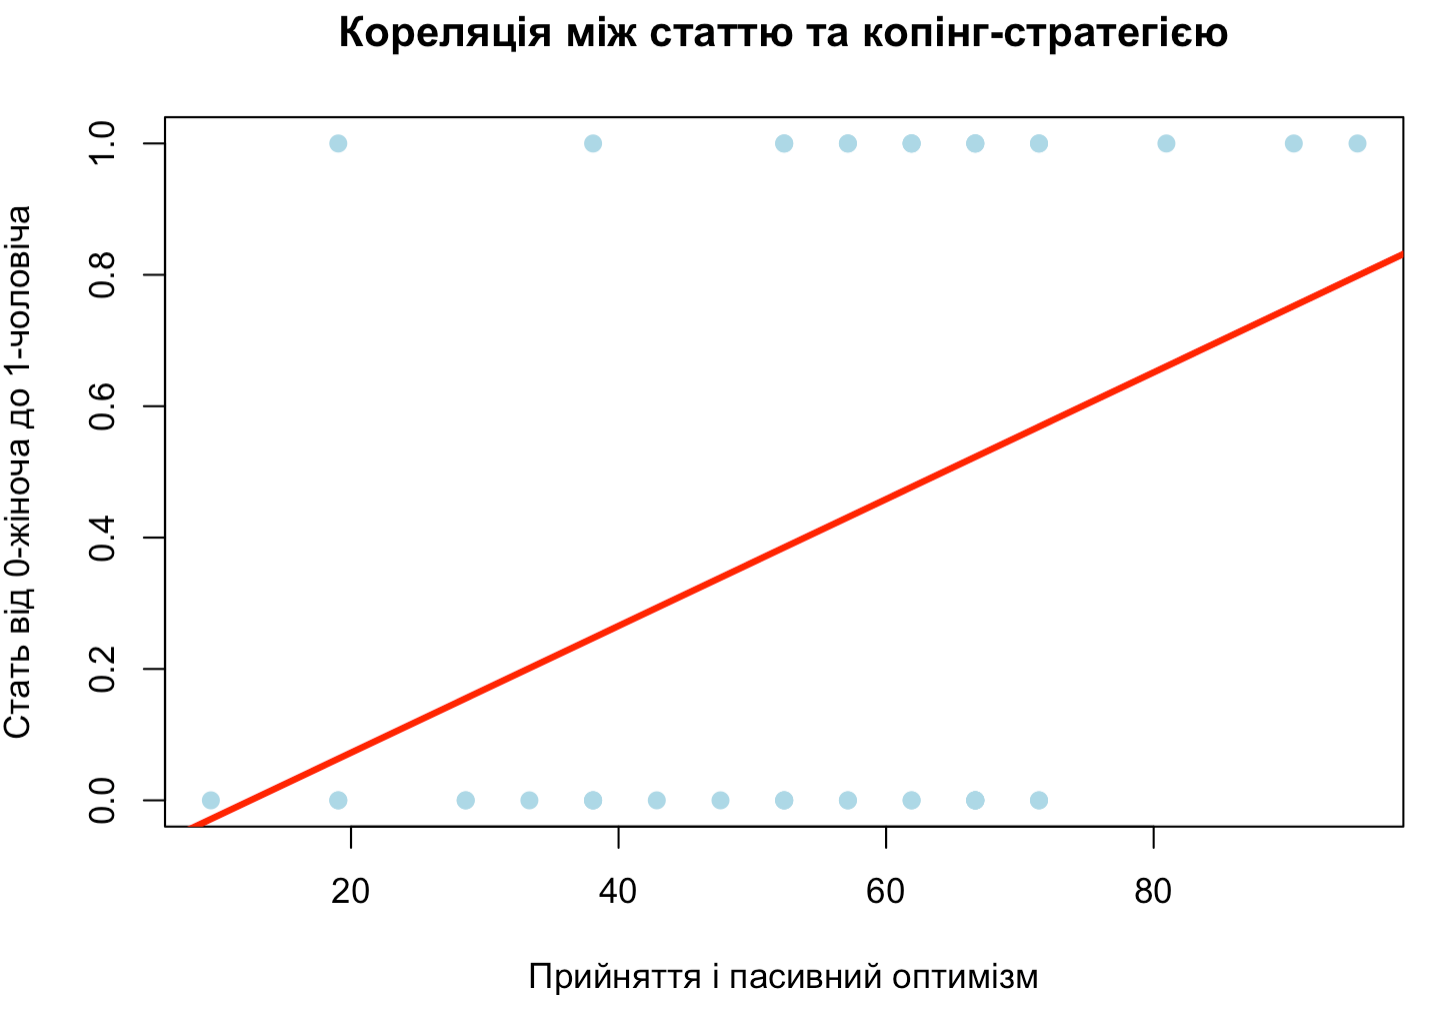 Кореляція між статтю та копінг-стратегією
Стать від 0-жіноча до 1-чоловіча
1.0
0.8
0.6
0.4
0.2
0.0
20 40 60 80
Прийняття і пасивний оптимізм